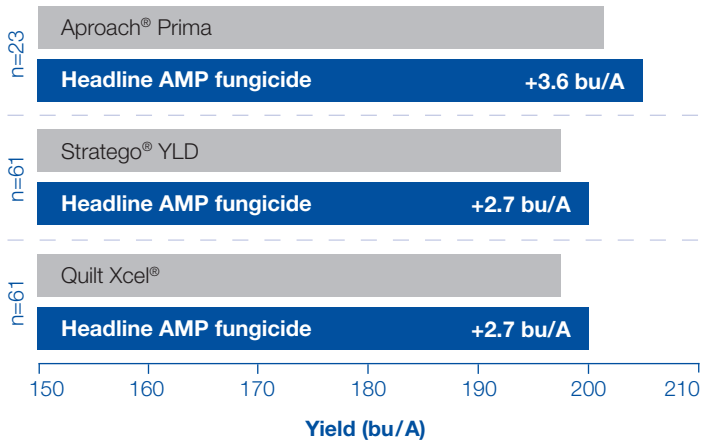 n=23
Aproach® Prima
Headline AMP fungicide +3.6 bu/A
n=61
Stratego® YLD
Headline AMP fungicide +2.7 bu/A
n=61
Quilt Xcel®
Headline AMP fungicide +2.7 bu/A
150 160 170 180 190 200 210
Yield (bu/A)